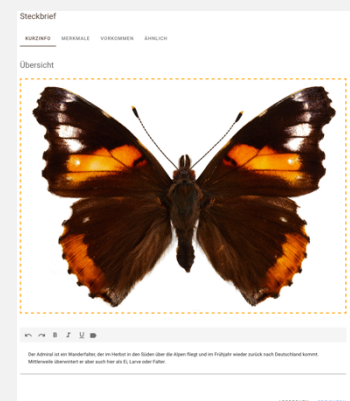 Steckbrief
KURZINFO MERKMALE VORKOMMEN ÄHNLICH
Übersicht
B I U
Der Admiral ist ein Wanderfalter, der im Herbst in den Süden über die Alpen fliegt und im Frühjahr wieder zurück nach Deutschland kommt.
Mittlerweile überwintert er aber auch hier als Ei, Larve oder Falter.